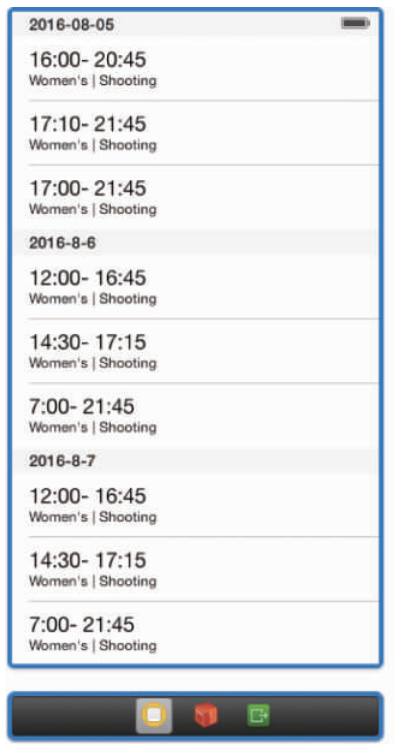 2016-08-05
16:00- 20:45
Women's | Shooting
17:10- 21:45
Women's | Shooting
17:00- 21:45
Women's | Shooting
2016-8-6
12:00- 16:45
Women's | Shooting
14:30- 17:15
Women's | Shooting
7:00- 21:45
Women's | Shooting
2016-8-7
12:00- 16:45
Women's | Shooting
14:30- 17:15
Women's | Shooting
7:00- 21:45
Women's | Shooting